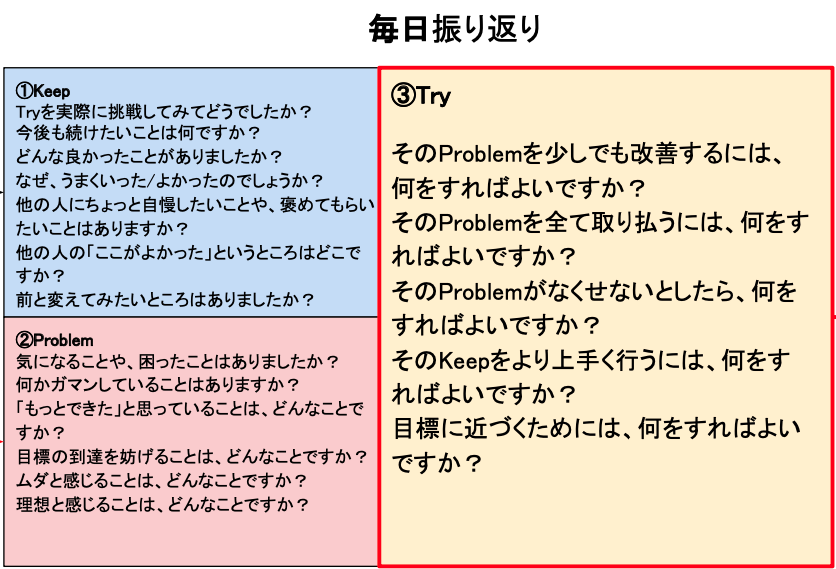 毎日振り返り
①Keep
Tryを実際に挑戦してみてどうでしたか？
今後も続けたいことは何ですか？
どんな良かったことがありましたか？
なぜ、うまくいった/よかったのでしょうか？
他の人にちょっと自慢したいことや、褒めてもらい
たいことはありますか？
他の人の「ここがよかった」というところはどこで
すか？
前と変えてみたいところはありましたか？
②Problem
気になることや、困ったことはありましたか？
何かガマンしていることはありますか？
「もっとできた」と思っていることは、どんなことで
すか？
目標の到達を妨げることは、どんなことですか？
ムダと感じることは、どんなことですか？
理想と感じることは、どんなことですか？
③Try
そのProblemを少しでも改善するには、
何をすればよいですか？
そのProblemを全て取り払うには、何をす
ればよいですか？
そのProblemがなくせないとしたら、何を
すればよいですか？
そのKeepをより上手く行うには、何をす
ればよいですか？
目標に近づくためには、何をすればよい
ですか？